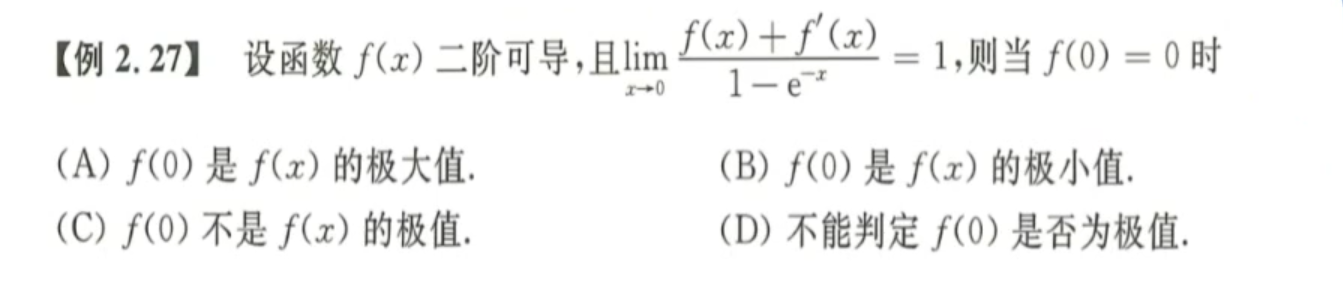 【例 2.27】 设函数 f(x) 二阶可导,且 lim_{x→0} \frac{f(x)+f′(x)}{1−e^{−x}} = 1,则当 f(0) = 0 时
(A) f(0) 是 f(x) 的极大值. (B) f(0) 是 f(x) 的极小值.
(C) f(0) 不是 f(x) 的极值. (D) 不能判定 f(0) 是否为极值.